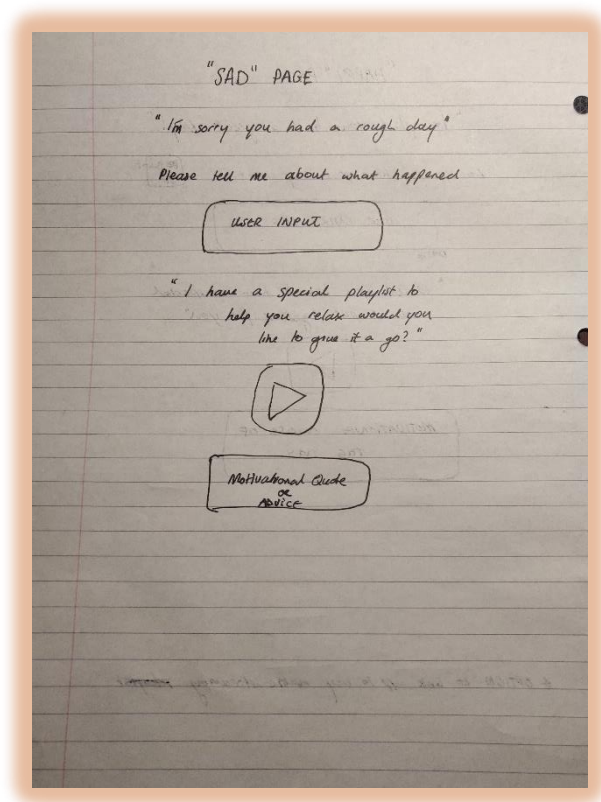 "SAD" PAGE
"I'm sorry you had a rough day"
Please tell me about what happened
USER INPUT
"I have a special playlist to
help you relax would you
like to give it a go?"
Motivational Quote
or
ADVICE